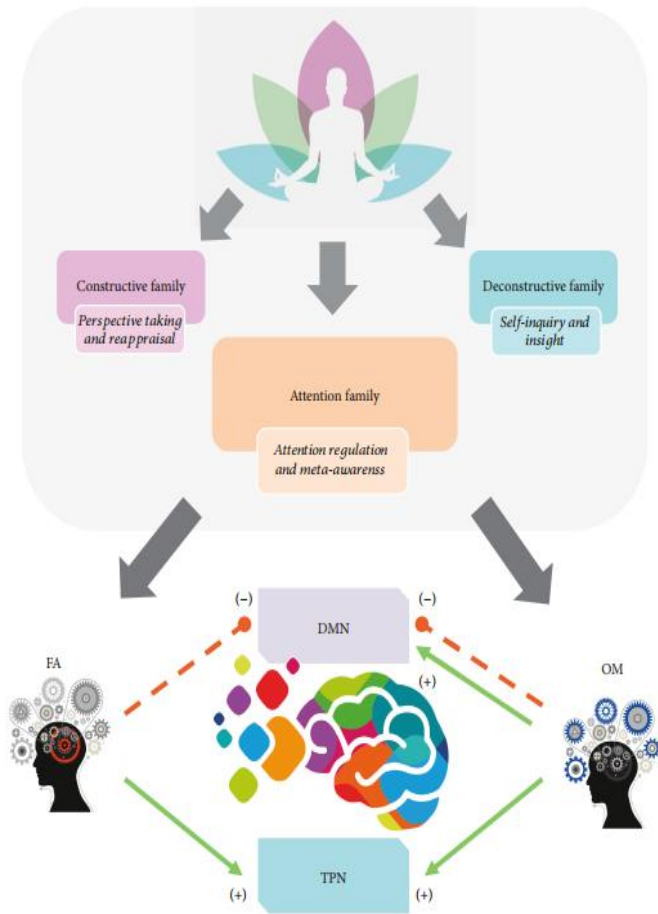 Constructive family
Perspective taking
and reappraisal
Deconstructive family
Self-inquiry and
insight
Attention family
Attention regulation
and meta-awarenss
(–)
DMN
(–)
FA
(+)
OM
(+)
TPN
(+)